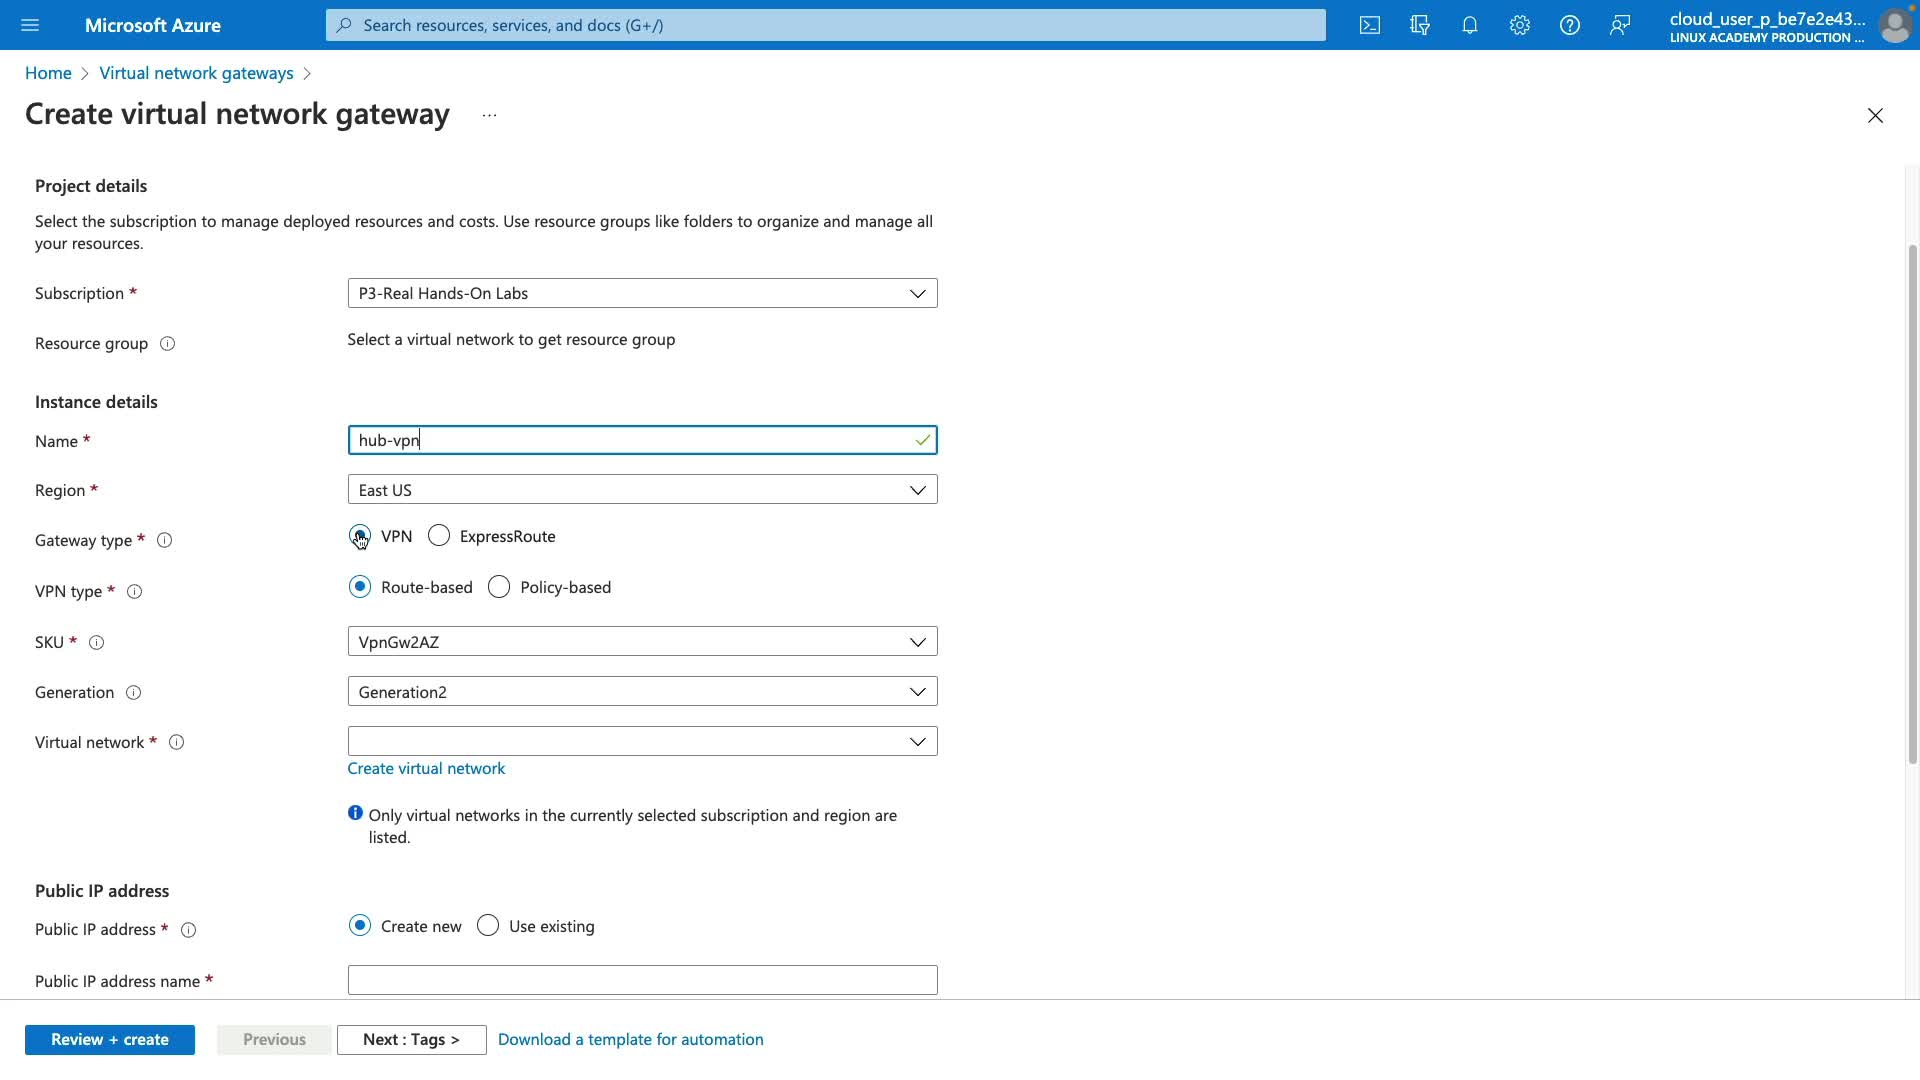 Microsoft Azure
Search resources, services, and docs (G+/)
cloud_user_p_be7e2e43...
LINUX ACADEMY PRODUCTION ...
Home > Virtual network gateways >
Create virtual network gateway ...
Project details
Select the subscription to manage deployed resources and costs. Use resource groups like folders to organize and manage all
your resources.
Subscription * P3-Real Hands-On Labs
Resource group Select a virtual network to get resource group
Instance details
Name * hub-vpn
Region * East US
Gateway type * VPN ExpressRoute
VPN type * Route-based Policy-based
SKU * VpnGw2AZ
Generation Generation2
Virtual network *
Create virtual network
Only virtual networks in the currently selected subscription and region are
listed.
Public IP address
Public IP address * Create new Use existing
Public IP address name *
Review + create Previous Next : Tags > Download a template for automation